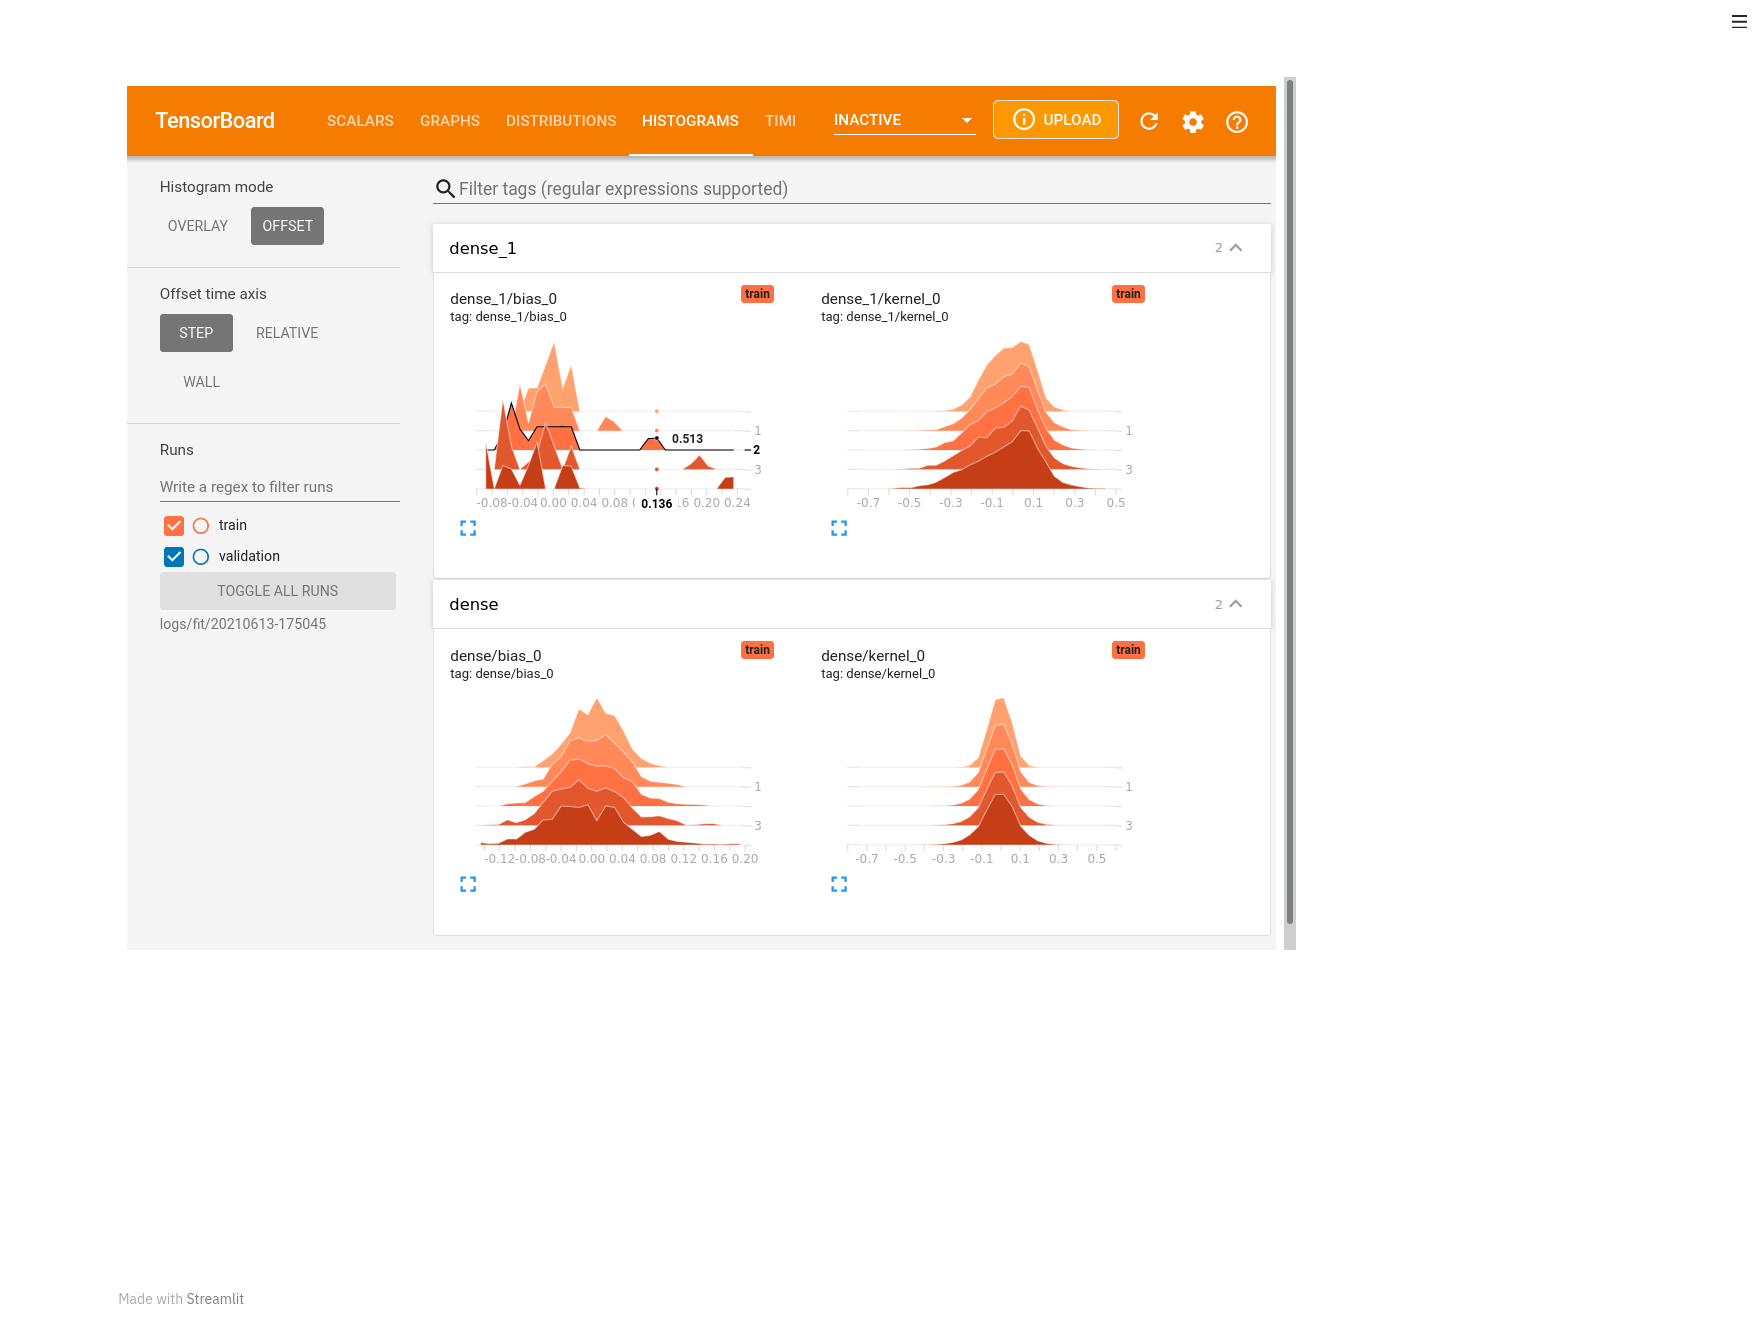 TensorBoard SCALARS GRAPHS DISTRIBUTIONS HISTOGRAMS TIMI INACTIVE UPLOAD
Histogram mode
OVERLAY OFFSET
Offset time axis
STEP RELATIVE
WALL
Runs
Write a regex to filter runs
train
validation
TOGGLE ALL RUNS
logs/fit/20210613-175045
Filter tags (regular expressions supported)
dense_1 2
dense_1/bias_0 train
tag: dense_1/bias_0
1
0.513
2
3
-0.08 -0.04 0.00 0.04 0.08 0.136 0.20 0.24
dense_1/kernel_0 train
tag: dense_1/kernel_0
1
3
-0.7 -0.5 -0.3 -0.1 0.1 0.3 0.5
dense 2
dense/bias_0 train
tag: dense/bias_0
1
3
-0.12 -0.08 -0.04 0.00 0.04 0.08 0.12 0.16 0.20
dense/kernel_0 train
tag: dense/kernel_0
1
3
-0.7 -0.5 -0.3 -0.1 0.1 0.3 0.5
Made with Streamlit